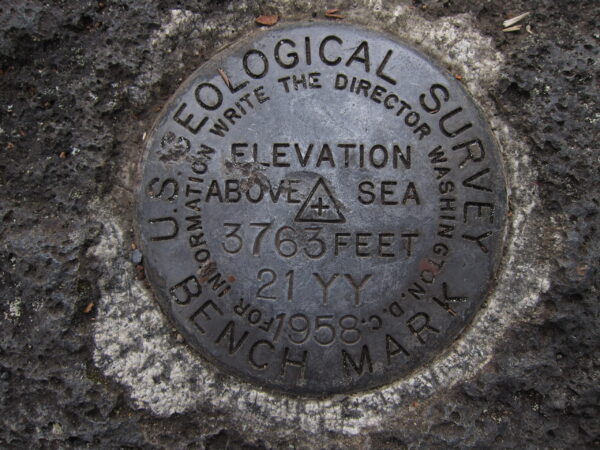 U.S. GEOLOGICAL SURVEY
FOR INFORMATION WRITE THE DIRECTOR WASHINGTON, D.C.
ELEVATION
ABOVE SEA
3763 FEET
21 YY
1958
BENCH MARK